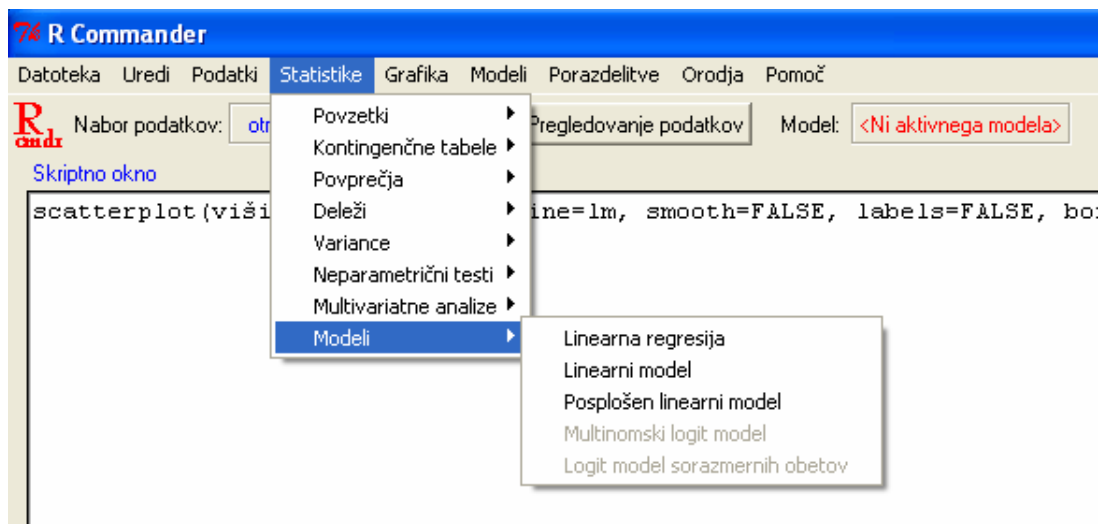 R Commander
Datoteka Uredi Podatki Statistike Grafika Modeli Porazdelitve Orodja Pomoč
R cmdr Nabor podatkov: otr Pregledovanje podatkov Model: <Ni aktivnega modela>
Skriptno okno
scatterplot(viši ine=lm, smooth=FALSE, labels=FALSE, bo
Povzetki
Kontingenčne tabele
Povprečja
Deleži
Variance
Neparametrični testi
Multivariatne analize
Modeli
Linearna regresija
Linearni model
Posplošen linearni model
Multinomski logit model
Logit model sorazmernih obetov